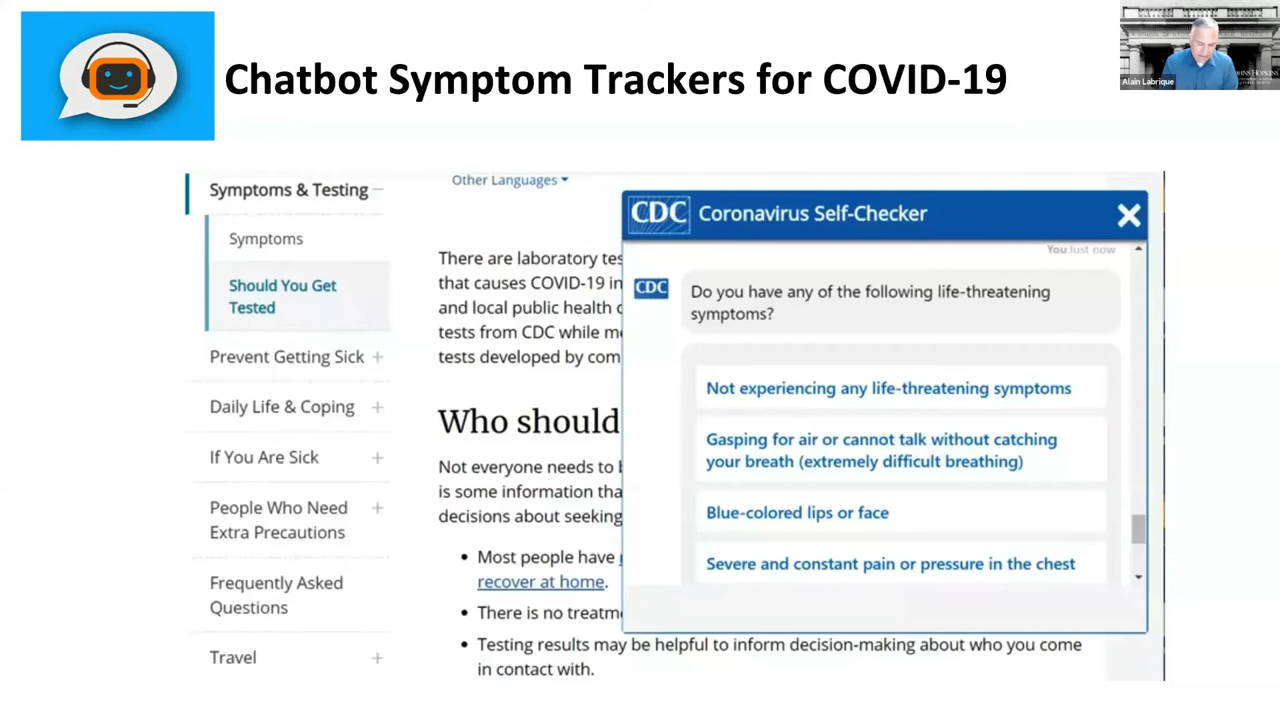 Chatbot Symptom Trackers for COVID-19
Alain Labrique
JOHNS HOPKINS
Symptoms & Testing
Symptoms
Should You Get
Tested
Prevent Getting Sick
Daily Life & Coping
If You Are Sick
People Who Need
Extra Precautions
Frequently Asked
Questions
Travel
Other Languages
There are laboratory tes
that causes COVID-19 in
and local public health
tests from CDC while mo
tests developed by com
Who should
Not everyone needs to b
is some information tha
decisions about seeking
Most people have
recover at home.
There is no treatme
Testing results may be helpful to inform decision-making about who you come
in contact with.
CDC Coronavirus Self-Checker
You Just now
CDC
Do you have any of the following life-threatening
symptoms?
Not experiencing any life-threatening symptoms
Gasping for air or cannot talk without catching
your breath (extremely difficult breathing)
Blue-colored lips or face
Severe and constant pain or pressure in the chest